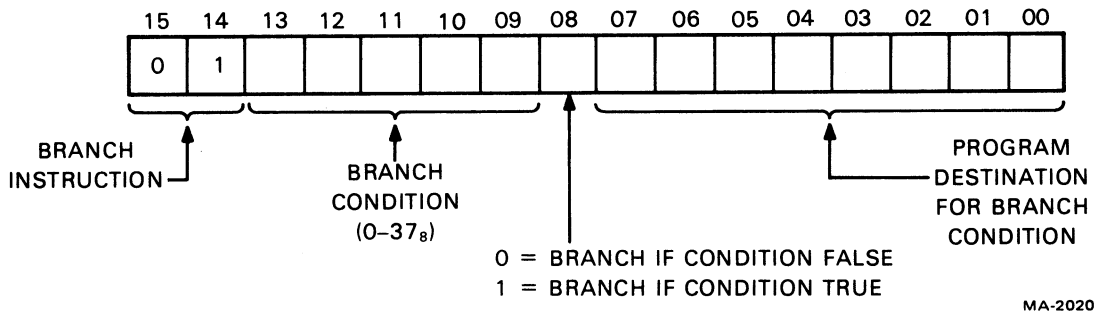 15 14 13 12 11 10 09 08 07 06 05 04 03 02 01 00
0 1
BRANCH
INSTRUCTION
BRANCH
CONDITION
(0–37₈)
PROGRAM
DESTINATION
FOR BRANCH
CONDITION
0 = BRANCH IF CONDITION FALSE
1 = BRANCH IF CONDITION TRUE
MA-2020